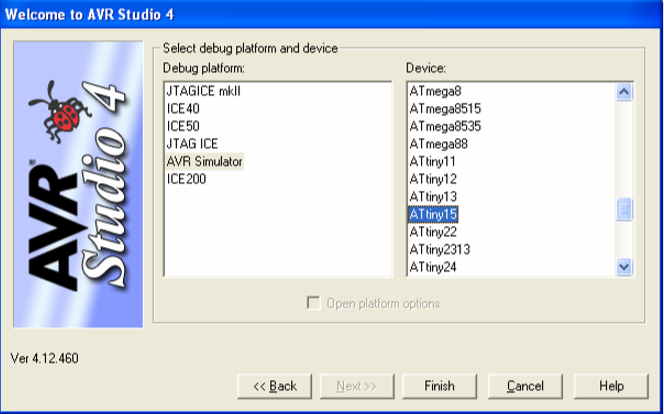 Welcome to AVR Studio 4
Select debug platform and device
Debug platform:
Device:
JTAGICE mkII
ICE40
ICE50
JTAG ICE
AVR Simulator
ICE200
ATmega8
ATmega8515
ATmega8535
ATmega88
ATtiny11
ATtiny12
ATtiny13
ATtiny15
ATtiny22
ATtiny2313
ATtiny24
AVR®
Studio 4
Open platform options
Ver 4.12.460
<< Back
Next >>
Finish
Cancel
Help